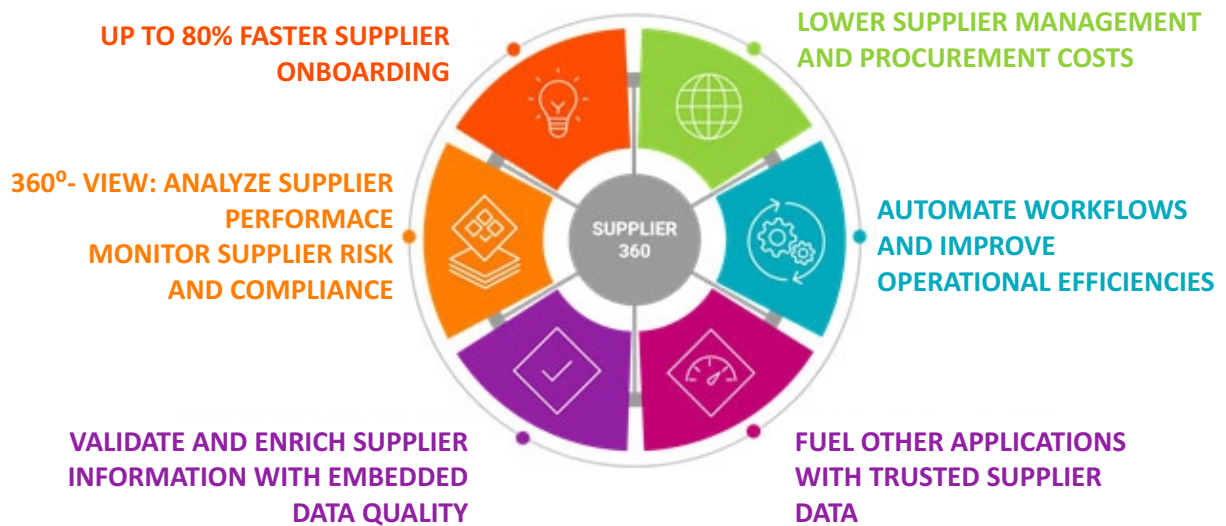 UP TO 80% FASTER SUPPLIER
ONBOARDING
LOWER SUPPLIER MANAGEMENT
AND PROCUREMENT COSTS
360⁰- VIEW: ANALYZE SUPPLIER
PERFORMACE
MONITOR SUPPLIER RISK
AND COMPLIANCE
SUPPLIER
360
AUTOMATE WORKFLOWS
AND IMPROVE
OPERATIONAL EFFICIENCIES
VALIDATE AND ENRICH SUPPLIER
INFORMATION WITH EMBEDDED
DATA QUALITY
FUEL OTHER APPLICATIONS
WITH TRUSTED SUPPLIER
DATA